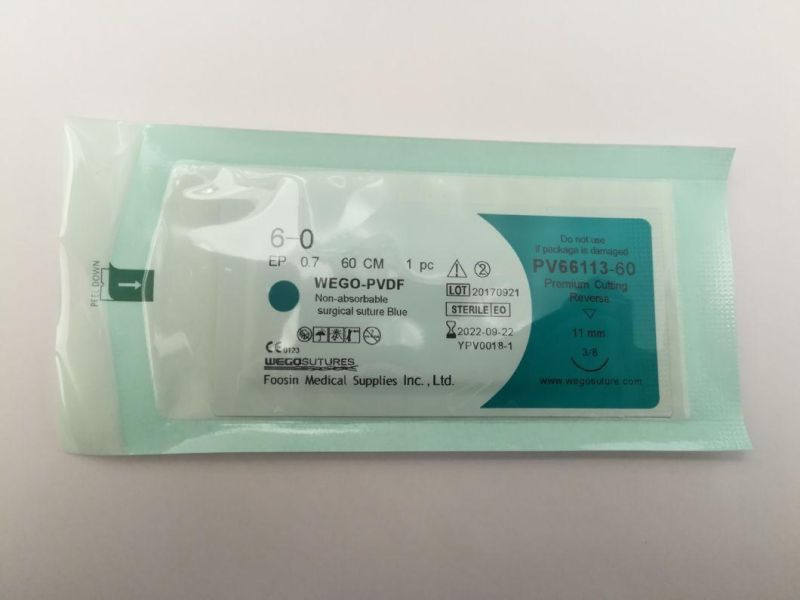 PEEL DOWN
6-0
EP 0.7 60 CM 1 pc
WEGO-PVDF
Non-absorbable
surgical suture Blue
CE 0123
WEGOSUTURES
Foosin Medical Supplies Inc.,Ltd.
2
LOT 20170921
STERILE EO
2022-09-22
YPV0018-1
Do not use
if package is damaged
PV66113-60
Premium Cutting
Reverse
11 mm
3/8
www.wegosuture.com